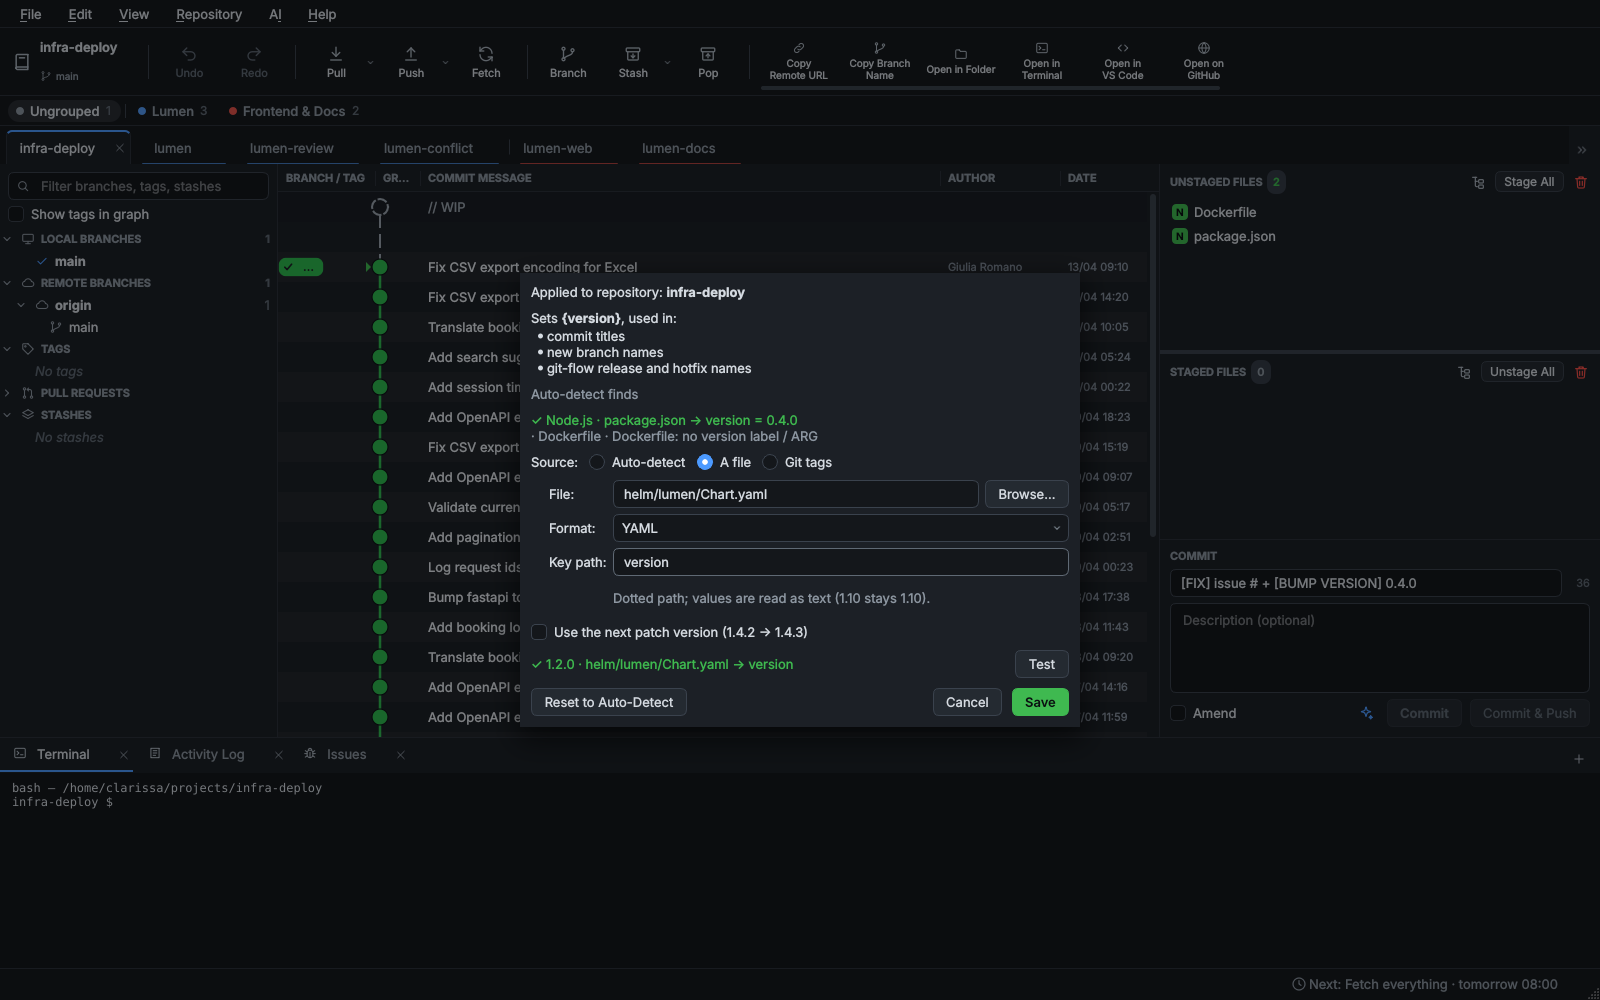 File Edit View Repository AI Help
infra-deploy
main
Undo Redo Pull Push Fetch Branch Stash Pop
Copy Remote URL
Copy Branch Name
Open in Folder
Open in Terminal
Open in VS Code
Open on GitHub
Ungrouped 1 Lumen 3 Frontend & Docs 2
infra-deploy lumen lumen-review lumen-conflict lumen-web lumen-docs
Filter branches, tags, stashes
Show tags in graph
LOCAL BRANCHES 1
main
REMOTE BRANCHES 1
origin 1
main
TAGS
No tags
PULL REQUESTS
STASHES
No stashes
BRANCH / TAG GR... COMMIT MESSAGE AUTHOR DATE
// WIP
... Fix CSV export encoding for Excel Giulia Romano 13/04 09:10
Fix CSV export /04 14:20
Translate booki /04 10:05
Add search sug /04 05:24
Add session tin /04 00:22
Add OpenAPI e /04 18:23
Fix CSV export /04 15:19
Add OpenAPI e /04 09:07
Validate curren /04 05:17
Add pagination /04 02:51
Log request ids /04 00:23
Bump fastapi to /04 17:38
Add booking lo /04 11:43
Translate booki /04 09:20
Add OpenAPI e /04 14:16
Add OpenAPI e /04 11:59
Applied to repository: infra-deploy
Sets {version}, used in:
• commit titles
• new branch names
• git-flow release and hotfix names
Auto-detect finds
✓ Node.js · package.json → version = 0.4.0
· Dockerfile · Dockerfile: no version label / ARG
Source: Auto-detect A file Git tags
File: helm/lumen/Chart.yaml Browse...
Format: YAML
Key path: version
Dotted path; values are read as text (1.10 stays 1.10).
Use the next patch version (1.4.2 → 1.4.3)
✓ 1.2.0 · helm/lumen/Chart.yaml → version Test
Reset to Auto-Detect Cancel Save
UNSTAGED FILES 2 Stage All
N Dockerfile
N package.json
STAGED FILES 0 Unstage All
COMMIT
[FIX] issue # + [BUMP VERSION] 0.4.0 36
Description (optional)
Amend Commit Commit & Push
Terminal Activity Log Issues
bash — /home/clarissa/projects/infra-deploy
infra-deploy $
Next: Fetch everything · tomorrow 08:00